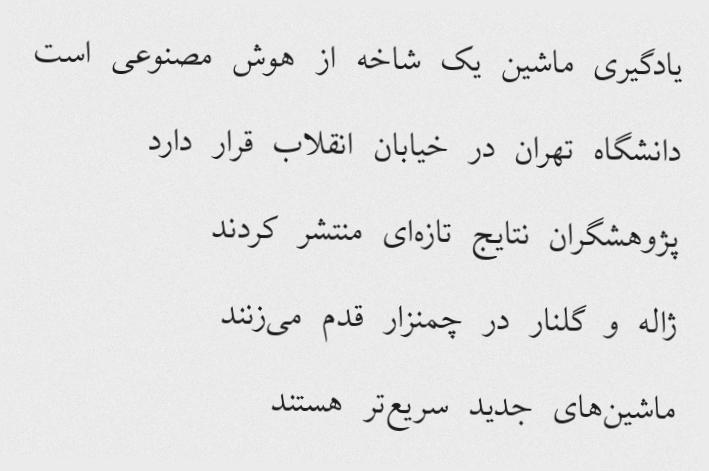 یادگیری ماشین یک شاخه از هوش مصنوعی است
دانشگاه تهران در خیابان انقلاب قرار دارد
پژوهشگران نتایج تازه‌ای منتشر کردند
ژاله و گلنار در چمنزار قدم می‌زنند
ماشین‌های جدید سریع‌تر هستند